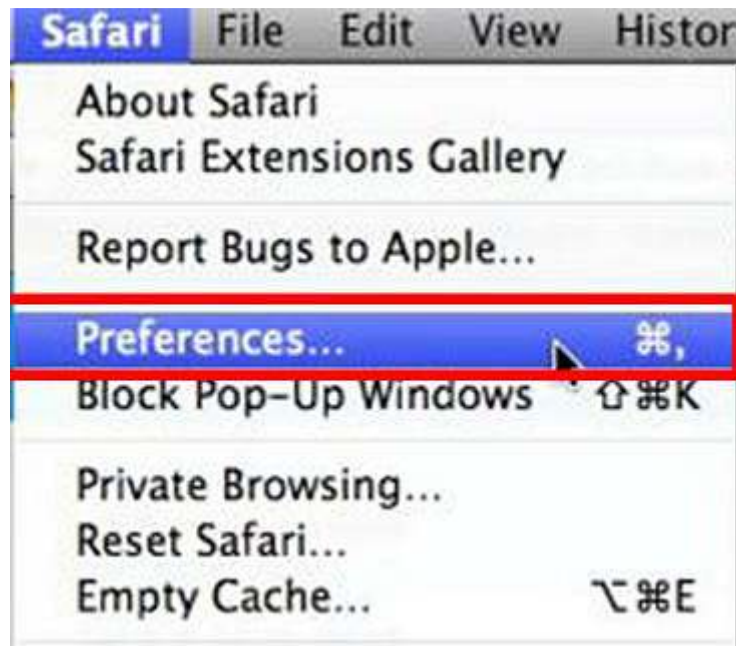 Safari File Edit View Histor
About Safari
Safari Extensions Gallery
Report Bugs to Apple...
Preferences... ⌘,
Block Pop-Up Windows ⇧⌘K
Private Browsing...
Reset Safari...
Empty Cache... ⌥⌘E